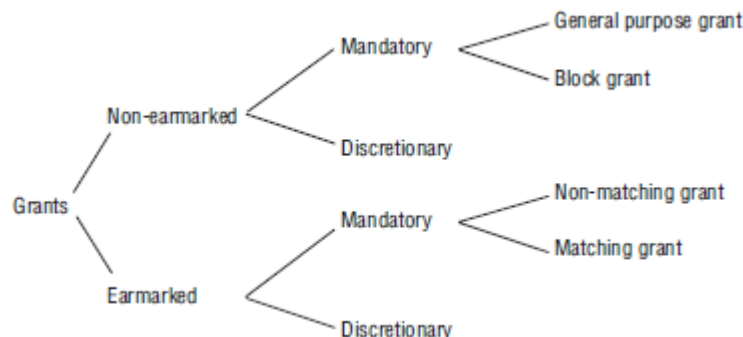 General purpose grant
Mandatory
Block grant
Non-earmarked
Discretionary
Non-matching grant
Grants
Mandatory
Matching grant
Earmarked
Discretionary